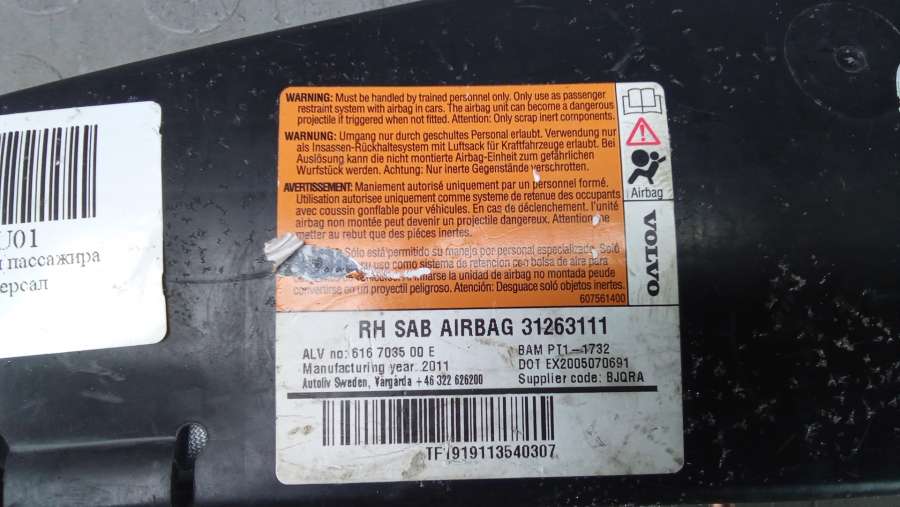 U01
пассажира
ерсал
WARNING: Must be handled by trained personnel only. Only use as passenger
restraint system with airbag in cars. The airbag unit can become a dangerous
projectile if triggered when not fitted. Attention: Only scrap inert components.
WARNUNG: Umgang nur durch geschultes Personal erlaubt. Verwendung nur
als Insassen-Rückhaltesystem mit Luftsack für Kraftfahrzeuge erlaubt. Bei
Auslösung kann die nicht montierte Airbag-Einheit zum gefährlichen
Wurfstück werden. Achtung: Nur inerte Gegenstände verschrotten.
AVERTISSEMENT: Maniement autorisé uniquement par un personnel formé.
Utilisation autorisee uniquement comme systeme de retenue des occupants
avec coussin gonflable pour véhicules. En cas de déclenchement. l'unité
airbag non montée peut devenir un projectile dangereux. Attention: ne
mettre au rebut que des piéces inertes.
Sólo está permitido su manejo por personal especializado. Soló
su uso como sistema de retención con bolsa de aire para
inflamarse la unidad de airbag no montada puede
convertirse en un proyectil peligroso. Atención: Desguace soló objetos inertes.
607561400
Airbag
VOLVO
RH SAB AIRBAG 31263111
ALV no: 616 7035 00 E
BAM PT1-1732
Manufacturing year: 2011
DOT EX2005070691
Autoliv Sweden, Vårgårda +46 322 626200
Supplier code: BJQRA
919113540307